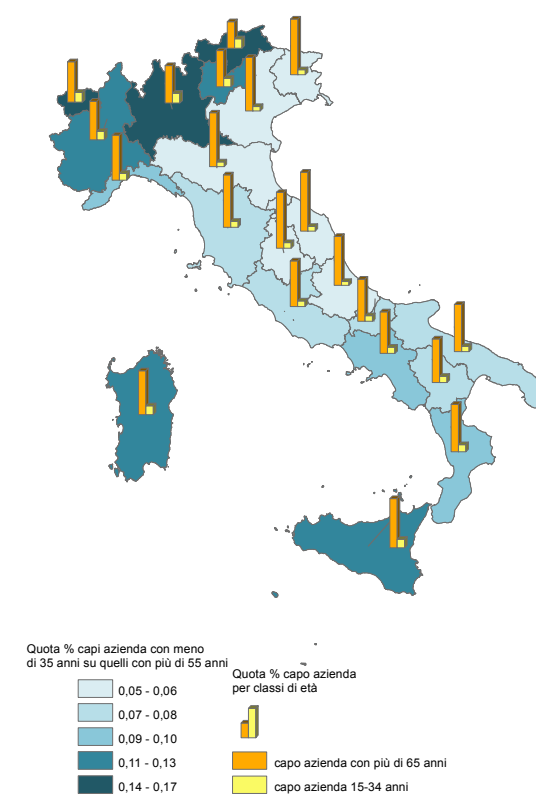 Quota % capi azienda con meno
di 35 anni su quelli con più di 55 anni
0,05 - 0,06
0,07 - 0,08
0,09 - 0,10
0,11 - 0,13
0,14 - 0,17
Quota % capo azienda
per classi di età
capo azienda con più di 65 anni
capo azienda 15-34 anni